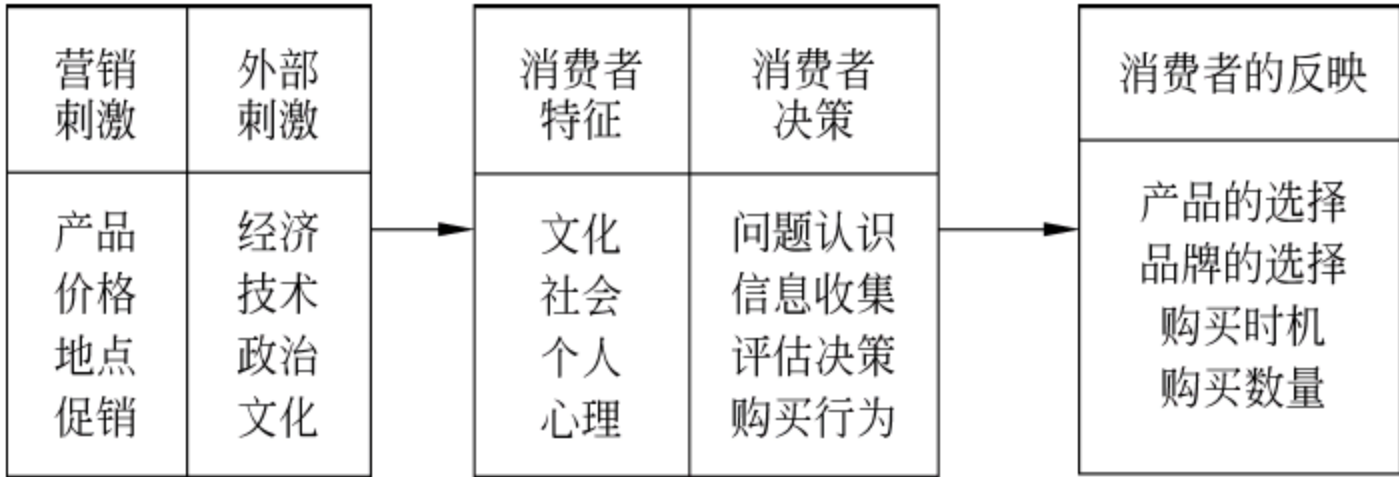 营销
刺激
外部
刺激
产品
价格
地点
促销
经济
技术
政治
文化
消费者
特征
消费者
决策
文化
社会
个人
心理
问题认识
信息收集
评估决策
购买行为
消费者的反映
产品的选择
品牌的选择
购买时机
购买数量